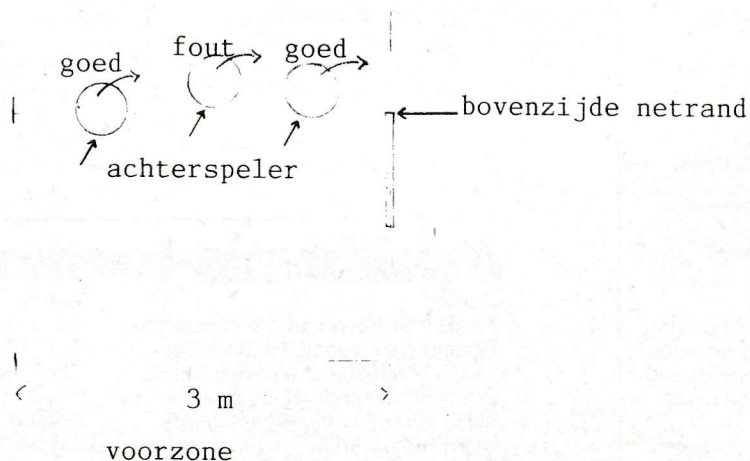 goed fout goed
bovenzijde netrand
achterspeler
3 m
voorzone